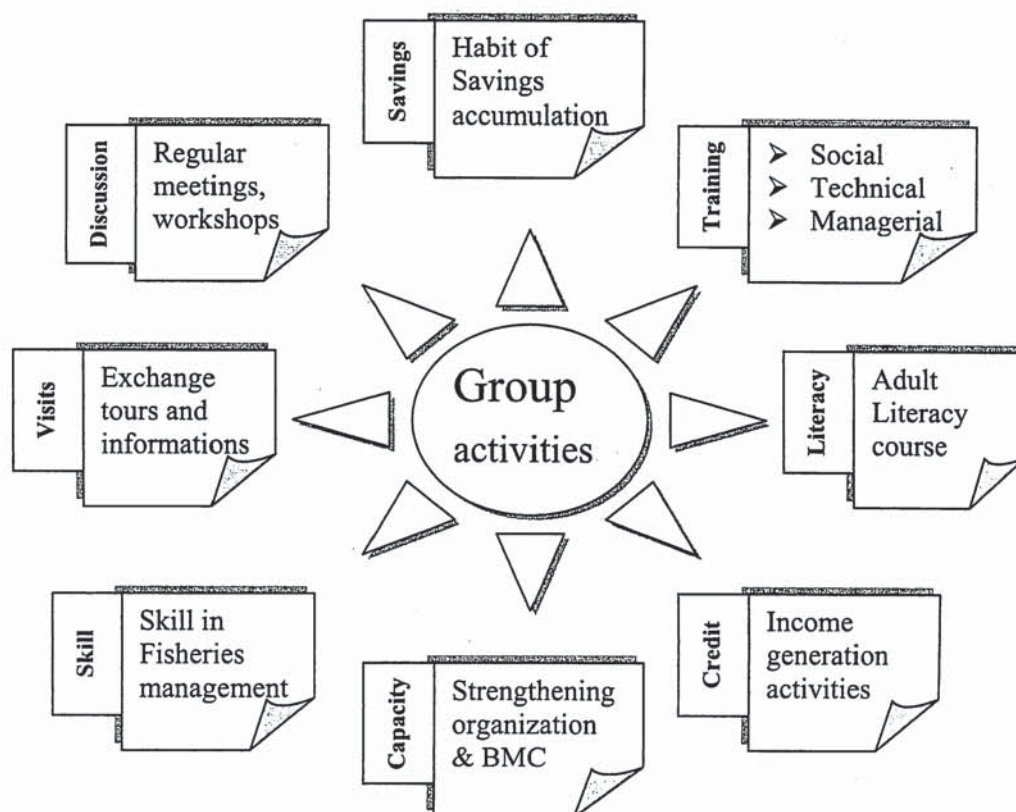 Savings
Habit of
Savings
accumulation
Discussion
Regular
meetings,
workshops
Training
➢ Social
➢ Technical
➢ Managerial
Visits
Exchange
tours and
informations
Group
activities
Literacy
Adult
Literacy
course
Skill
Skill in
Fisheries
management
Capacity
Strengthening
organization
& BMC
Credit
Income
generation
activities